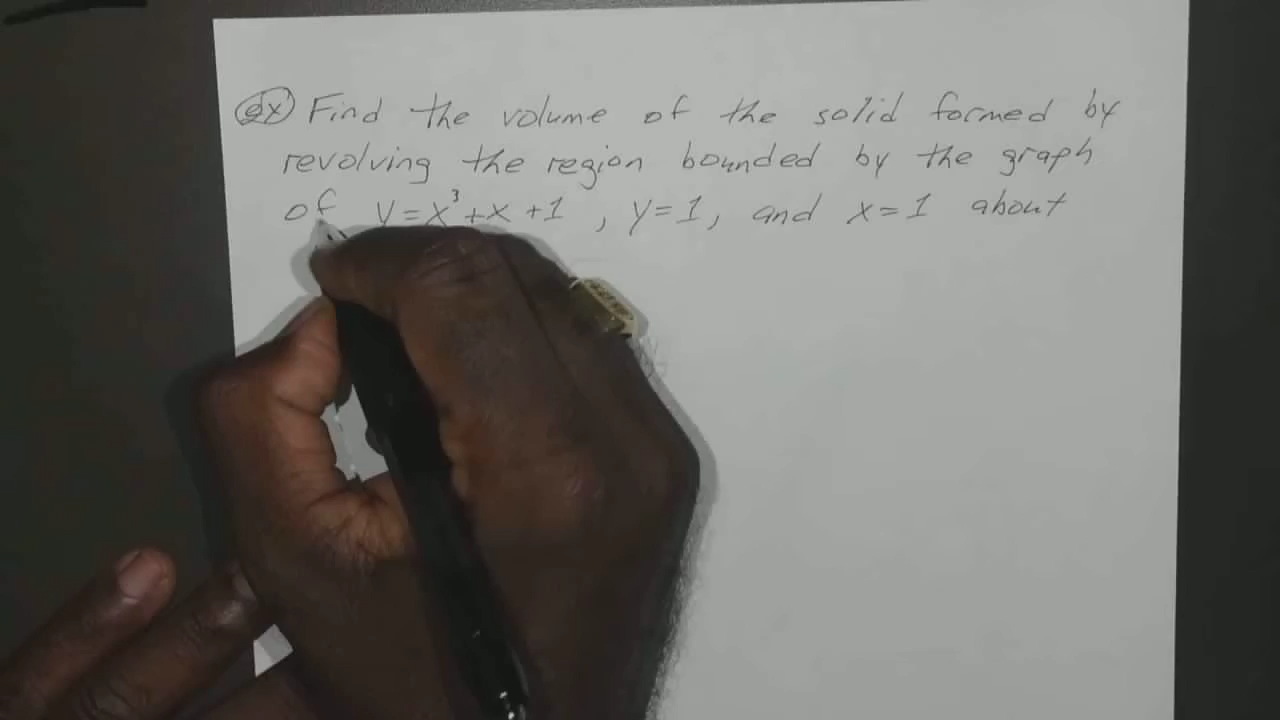 Ex Find the volume of the solid formed by
revolving the region bounded by the graph
of y=x³+x+1, y=1, and x=1 about